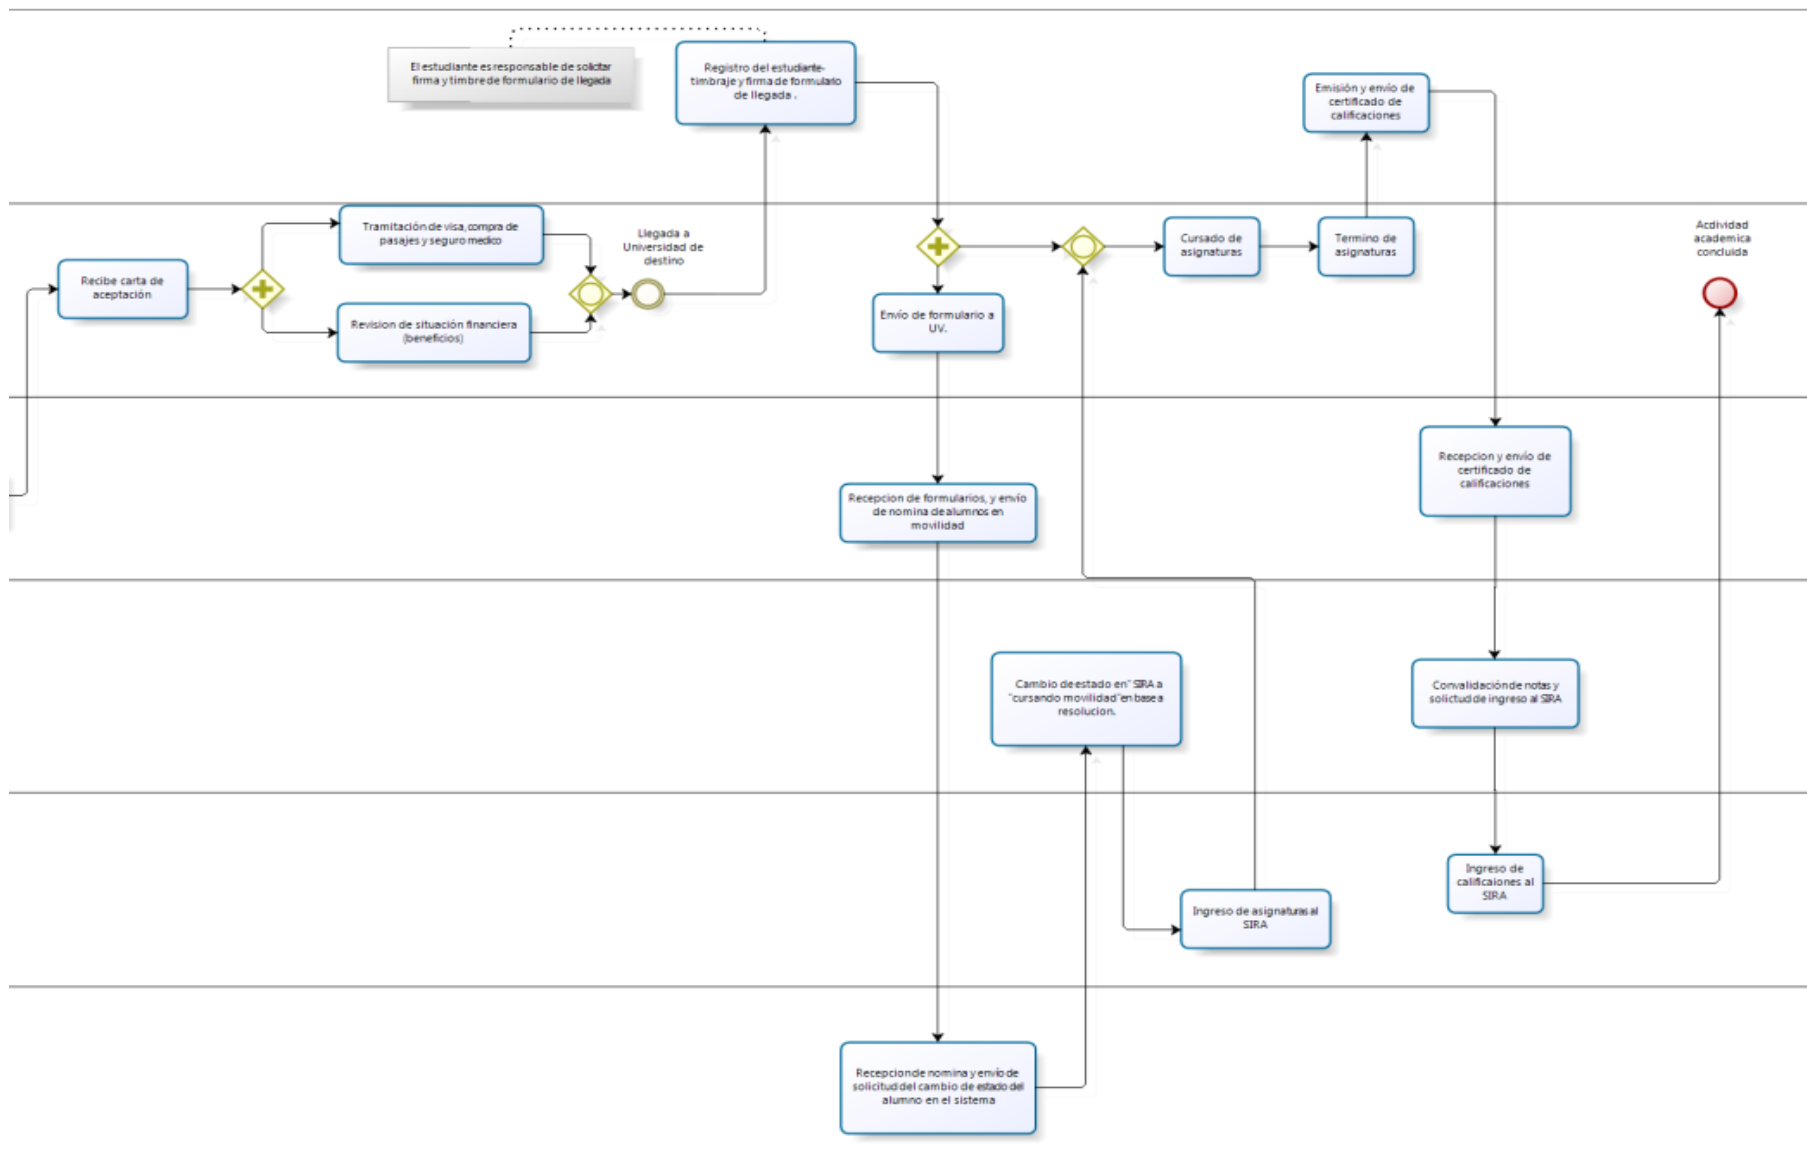 El estudiante es responsable de solicitar
firma y timbre de formulario de llegada
Registro del estudiante-
timbraje y firma de formulario
de llegada .
Emisión y envío de
certificado de
calificaciones
Recibe carta de
aceptación
Tramitación de visa, compra de
pasajes y seguro medico
Revision de situación financiera
(beneficios)
Llegada a
Universidad de
destino
Envío de formulario a
UV.
Cursado de
asignaturas
Termino de
asignaturas
Actividad
academica
concluida
Recepcion de formularios, y envío
de nomina de alumnos en
movilidad
Recepcion y envío de
certificado de
calificaciones
Cambio de estado en" SIRA a
"cursando movilidad"en base a
resolucion.
Convalidación de notas y
solictud de ingreso al SIRA
Ingreso de asignaturas al
SIRA
Ingreso de
calificaiones al
SIRA
Recepcion de nomina y envío de
solicitud del cambio de estado del
alumno en el sistema